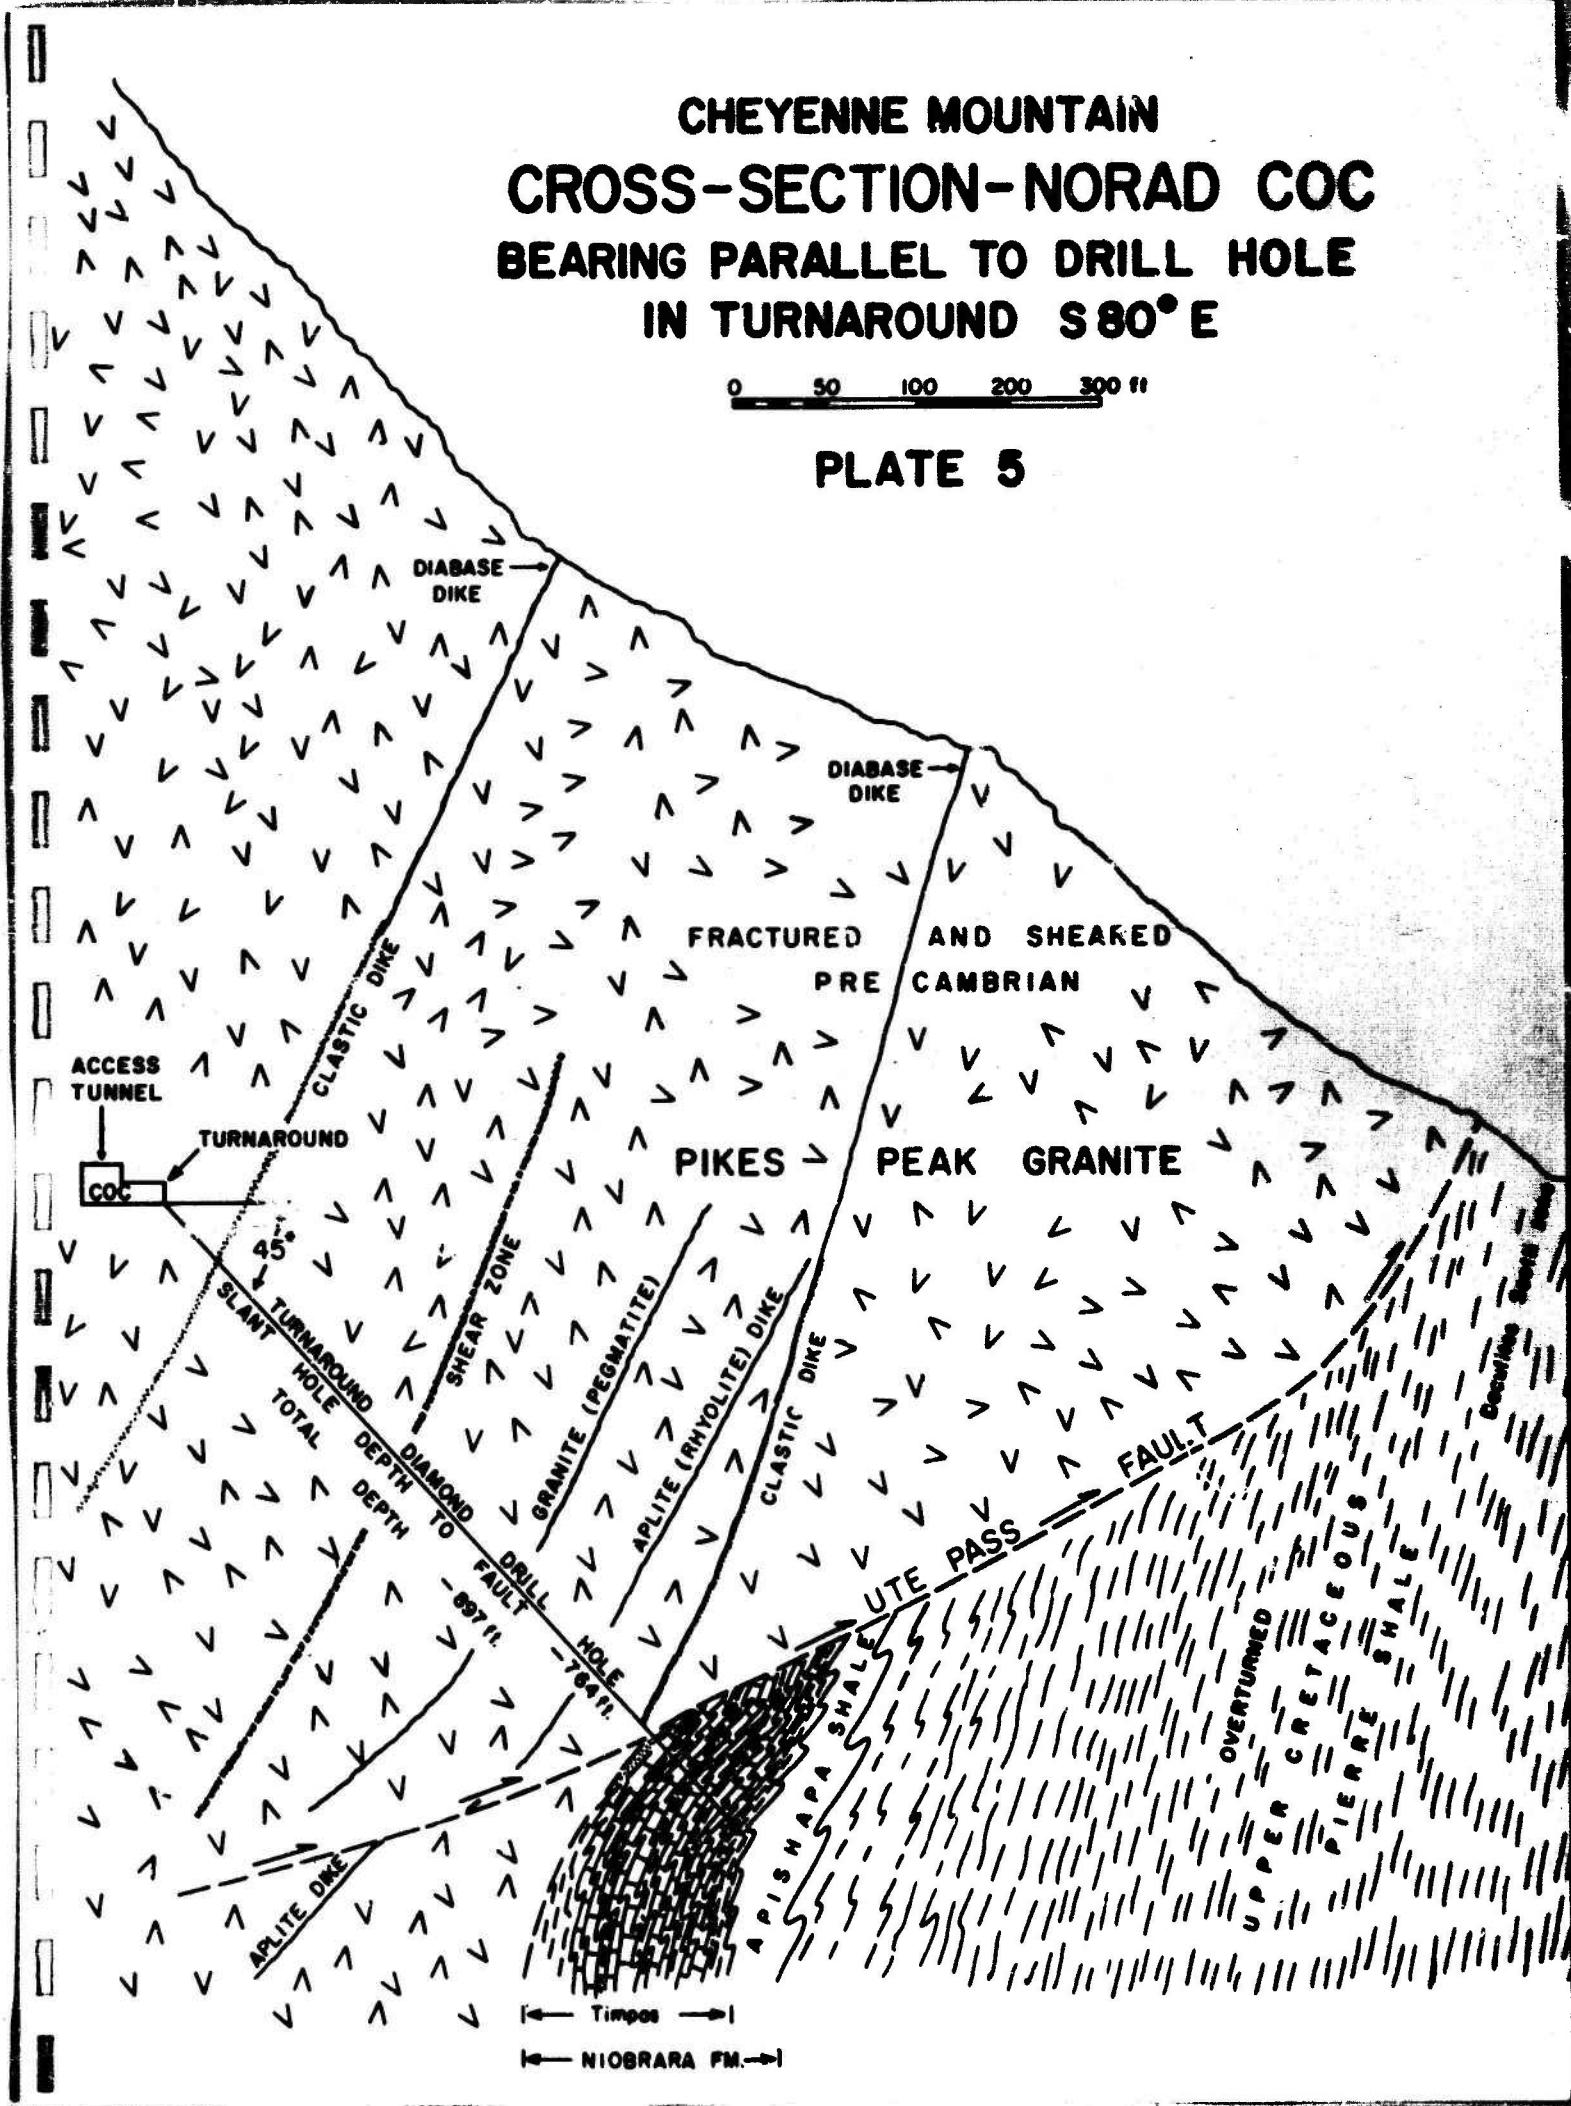 CHEYENNE MOUNTAIN
CROSS-SECTION-NORAD COC
BEARING PARALLEL TO DRILL HOLE
IN TURNAROUND S 80° E
0 50 100 200 300 ft
PLATE 5
DIABASE
DIKE
DIABASE
DIKE
FRACTURED AND SHEARED
PRE CAMBRIAN
PIKES PEAK GRANITE
CLASTIC DIKE
ACCESS
TUNNEL
TURNAROUND
COC
45°
SLANT HOLE DEPTH TO FAULT -764 ft.
TURNAROUND DIAMOND DRILL HOLE
TOTAL DEPTH -897 ft.
SHEAR ZONE
GRANITE (PEGMATITE)
APLITE (RHYOLITE) DIKE
CLASTIC DIKE
UTE PASS FAULT
APLITE DIKE
APISHAPA SHALE
OVERTURNED
UPPER CRETACEOUS
PIERRE SHALE
Timpas
NIOBRARA FM.